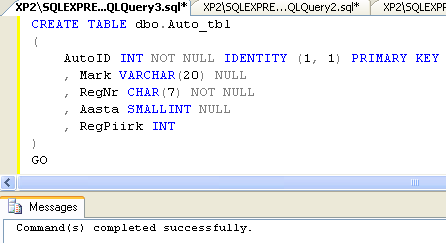 XP2\SQLEXPRE...QLQuery3.sql* XP2\SQLEXPRE...QLQuery2.sql*
CREATE TABLE dbo.Auto_tbl
(
AutoID INT NOT NULL IDENTITY (1, 1) PRIMARY KEY
, Mark VARCHAR(20) NULL
, RegNr CHAR(7) NOT NULL
, Aasta SMALLINT NULL
, RegPiirk INT
)
GO
Messages
Command(s) completed successfully.